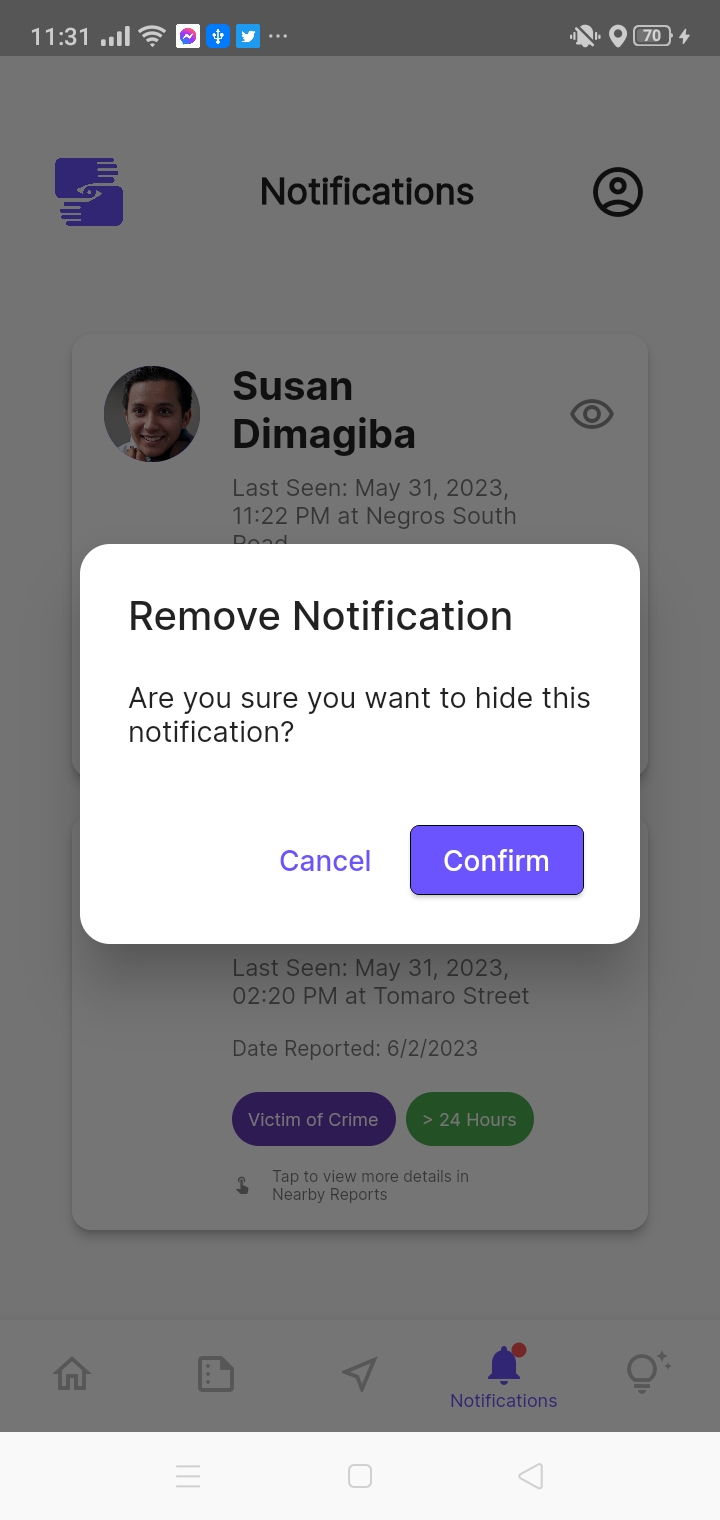 11:31
70
Notifications
Susan
Dimagiba
Last Seen: May 31, 2023,
11:22 PM at Negros South
Road
Remove Notification
Are you sure you want to hide this
notification?
Cancel
Confirm
Last Seen: May 31, 2023,
02:20 PM at Tomaro Street
Date Reported: 6/2/2023
Victim of Crime
> 24 Hours
Tap to view more details in
Nearby Reports
Notifications